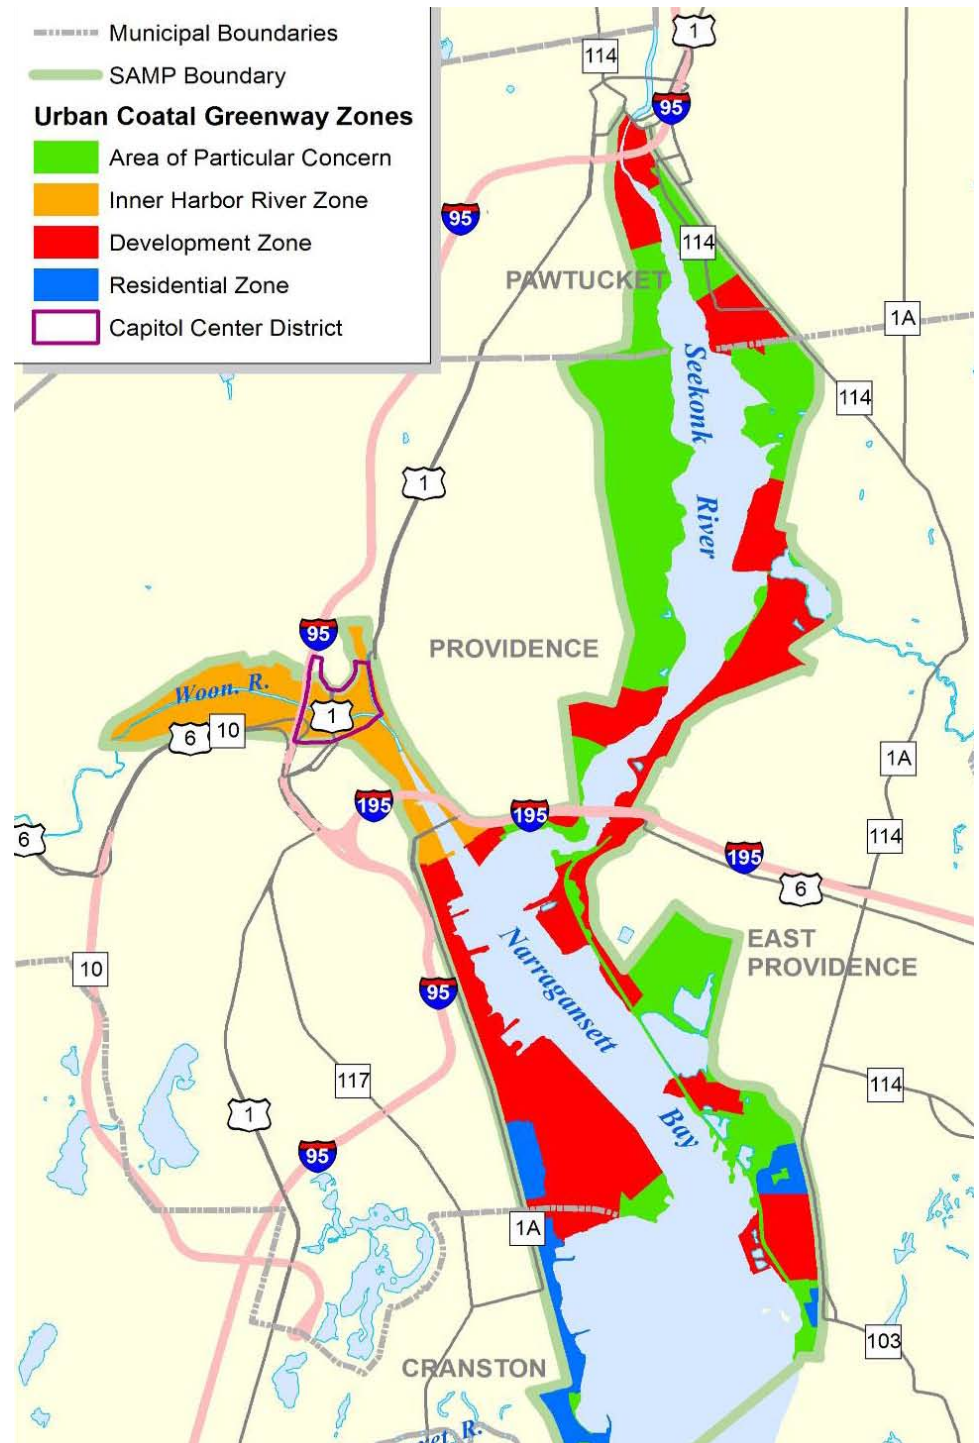 Municipal Boundaries
SAMP Boundary
Urban Coatal Greenway Zones
Area of Particular Concern
Inner Harbor River Zone
Development Zone
Residential Zone
Capitol Center District
1
114
95
95
114
PAWTUCKET
1A
Seekonk
River
114
1
95
PROVIDENCE
Woon. R.
1
10
6
1A
195
195
6
114
195
6
EAST
PROVIDENCE
10
95
Narragansett
Bay
117
114
1
95
1A
103
CRANSTON
R.